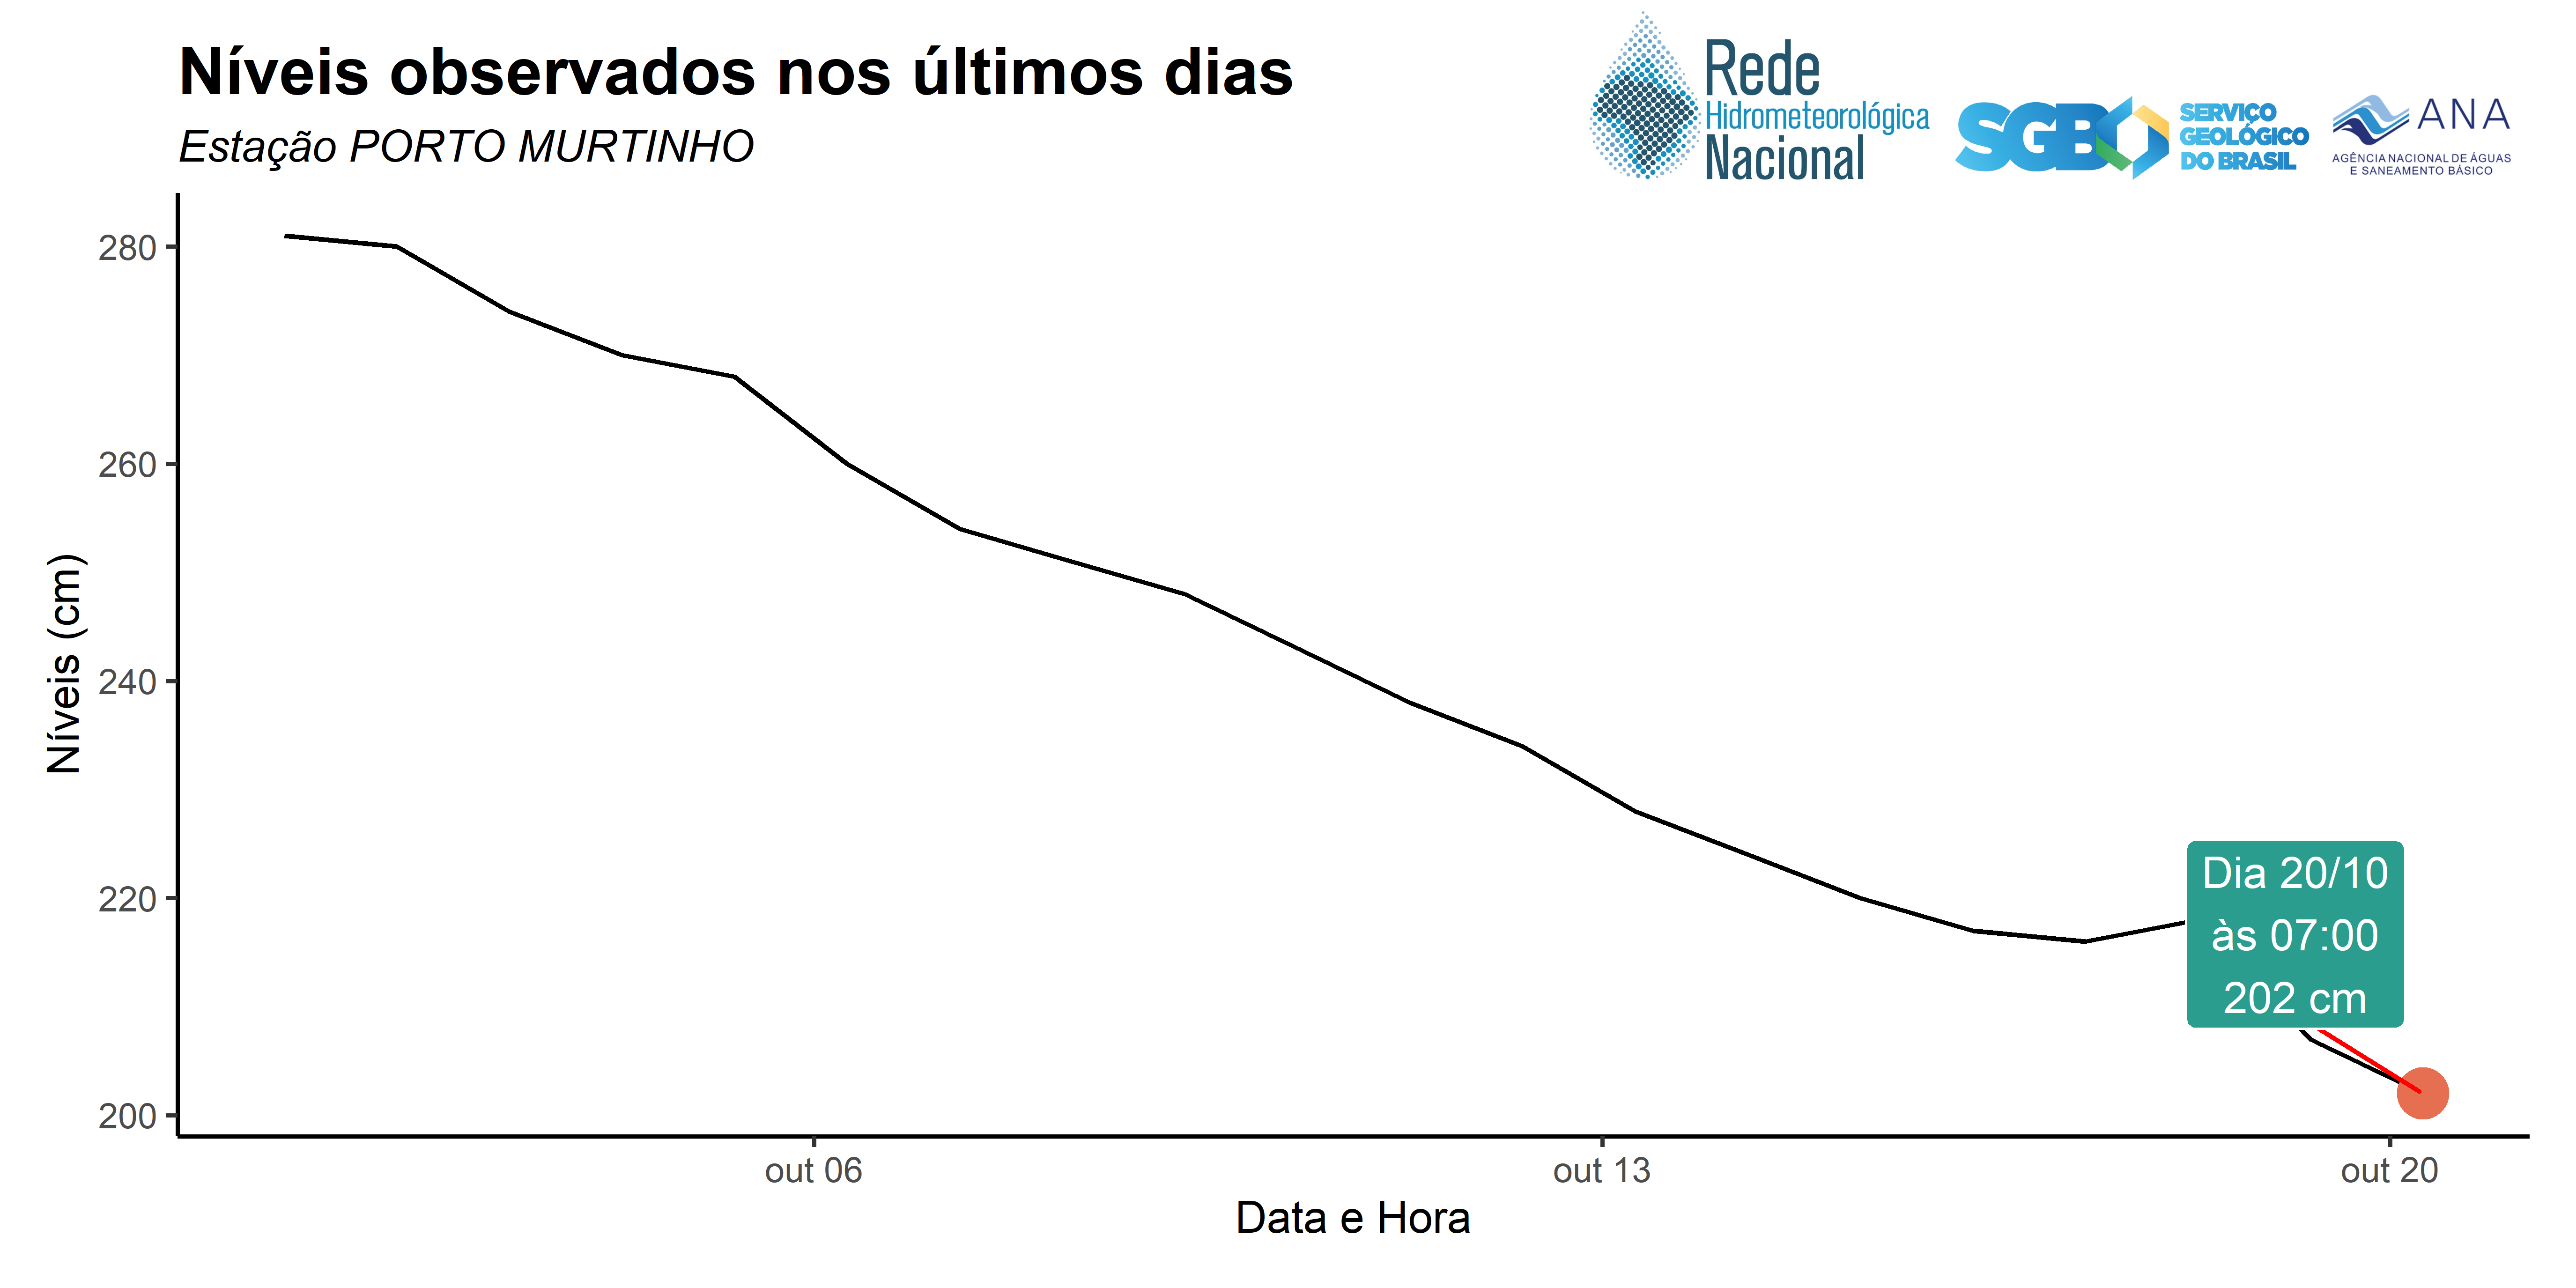 Níveis observados nos últimos dias
Estação PORTO MURTINHO
Rede
Hidrometeorológica
Nacional
SGB
SERVIÇO
GEOLÓGICO
DO BRASIL
ANA
AGÊNCIA NACIONAL DE ÁGUAS
E SANEAMENTO BÁSICO
Níveis (cm)
280
260
240
220
200
Dia 20/10
às 07:00
202 cm
out 06
out 13
out 20
Data e Hora